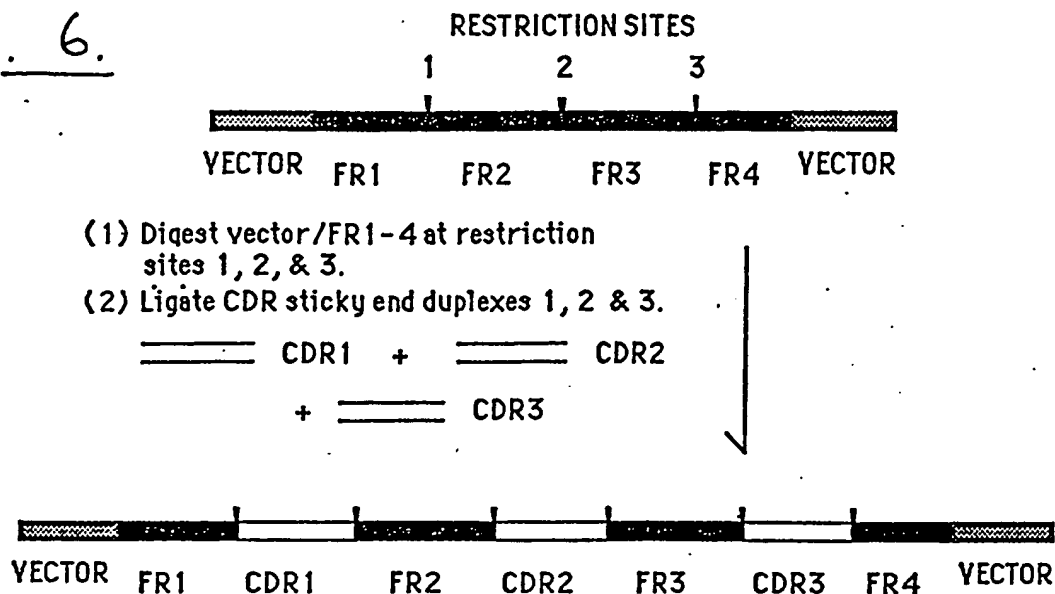 . 6.
RESTRICTION SITES
1 2 3
VECTOR FR1 FR2 FR3 FR4 VECTOR
(1) Digest vector/FR1-4 at restriction
sites 1, 2, & 3.
(2) Ligate CDR sticky end duplexes 1, 2 & 3.
CDR1 + CDR2
+ CDR3
VECTOR FR1 CDR1 FR2 CDR2 FR3 CDR3 FR4 VECTOR